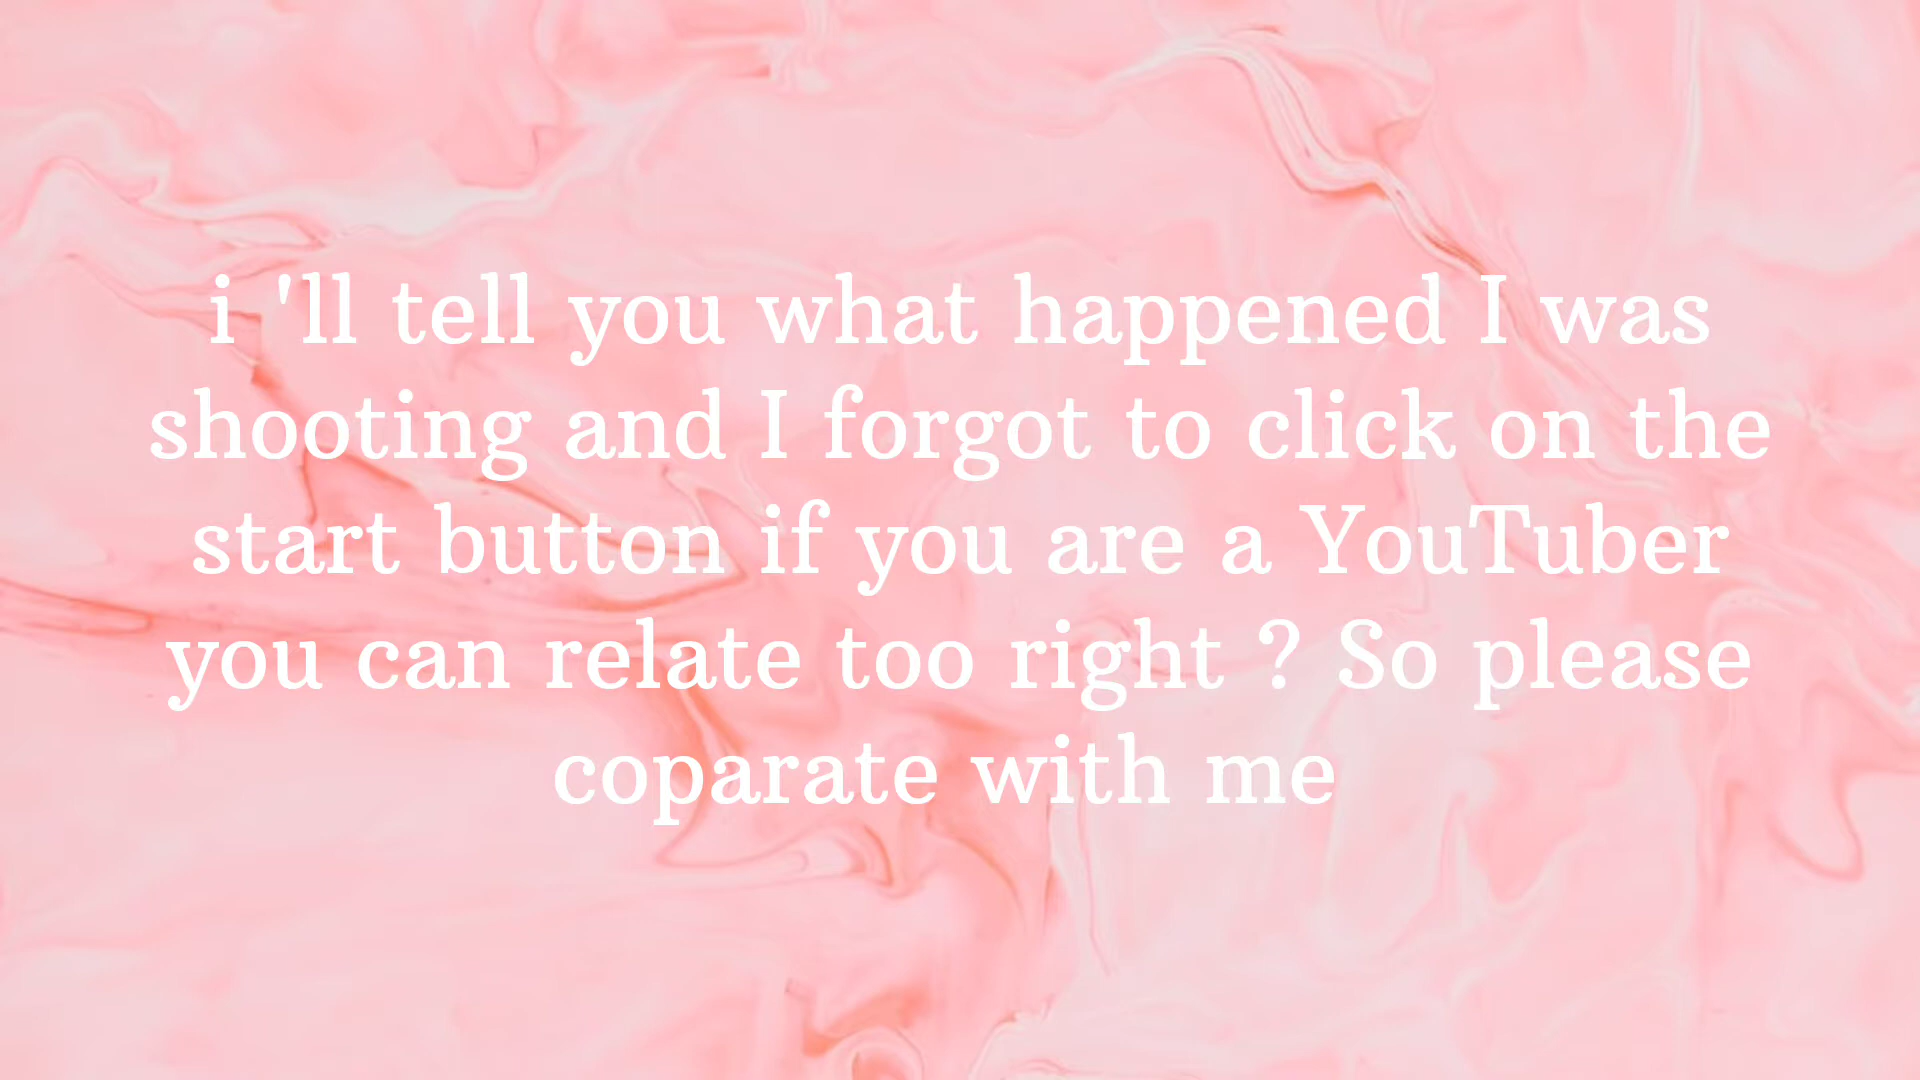 i 'll tell you what happened I was
shooting and I forgot to click on the
start button if you are a YouTuber
you can relate too right ? So please
coparate with me